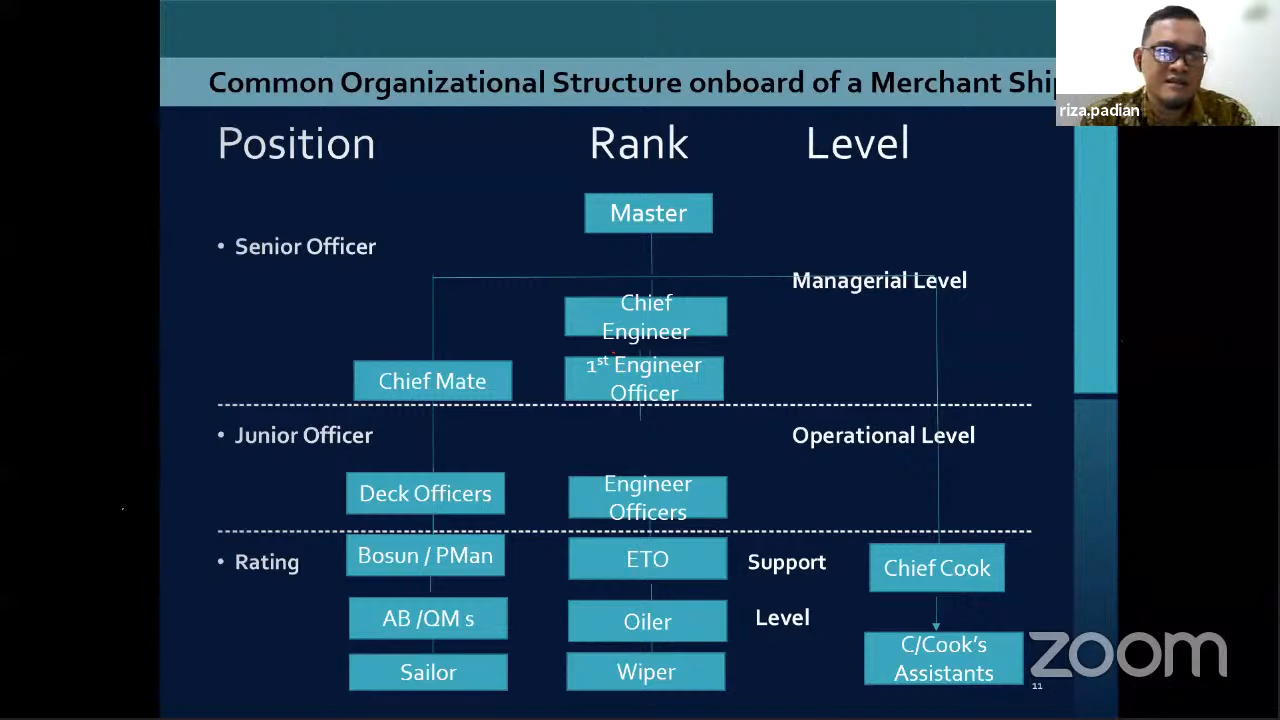 Common Organizational Structure onboard of a Merchant Shi
riza.padian
Position
Rank
Level
Master
• Senior Officer
Managerial Level
Chief
Engineer
1st Engineer
Officer
Chief Mate
• Junior Officer
Operational Level
Deck Officers
Engineer
Officers
Bosun / PMan
• Rating
ETO
Support
Chief Cook
AB /QM s
Oiler
Level
C/Cook's
Assistants
Sailor
Wiper
zoom
11